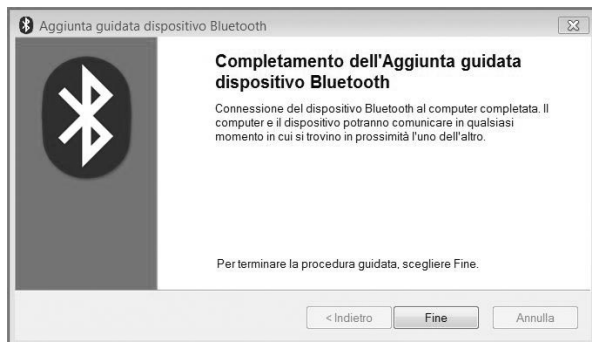 Aggiunta guidata dispositivo Bluetooth
Completamento dell'Aggiunta guidata
dispositivo Bluetooth
Connessione del dispositivo Bluetooth al computer completata. Il
computer e il dispositivo potranno comunicare in qualsiasi
momento in cui si trovino in prossimità l'uno dell'altro.
Per terminare la procedura guidata, scegliere Fine.
< Indietro Fine Annulla